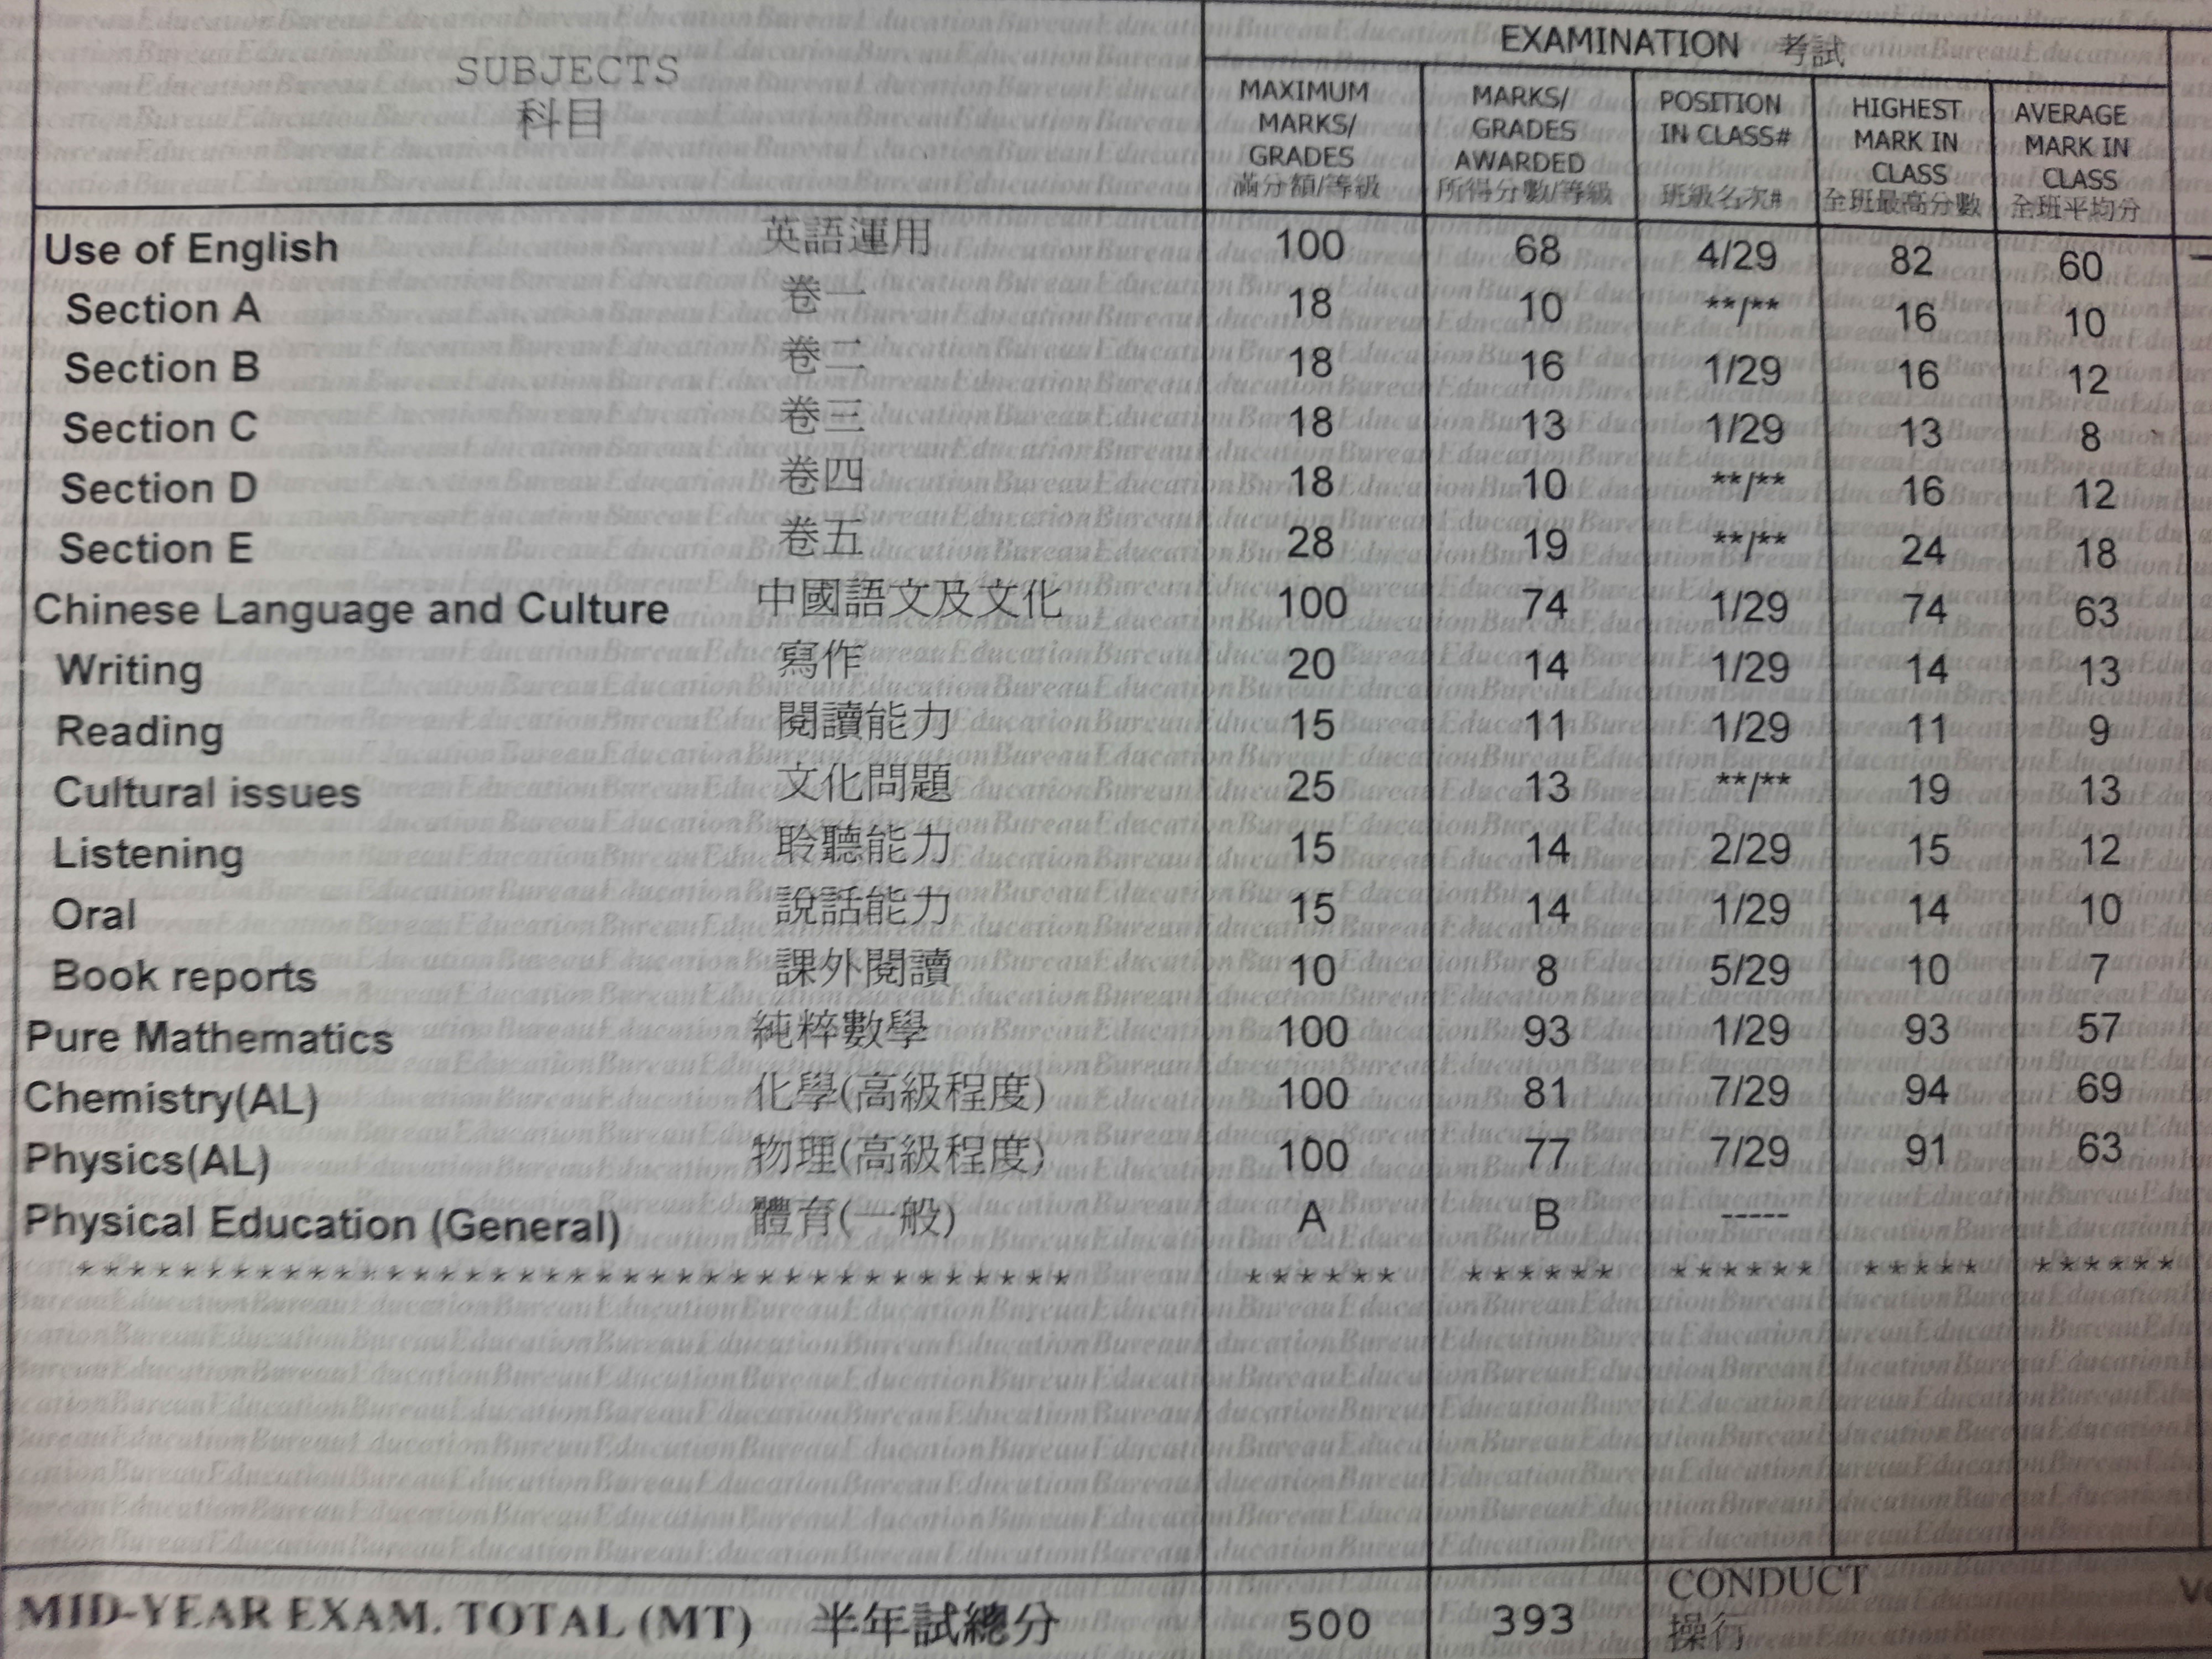 SUBJECTS
科目
EXAMINATION 考試
MAXIMUM MARKS/ GRADES 滿分額/等級
MARKS/ GRADES AWARDED 所得分數/等級
POSITION IN CLASS# 班級名次#
HIGHEST MARK IN CLASS 全班最高分數
AVERAGE MARK IN CLASS 全班平均分
Use of English 英語運用 100 68 4/29 82 60
Section A 卷一 18 10 **/** 16 10
Section B 卷二 18 16 1/29 16 12
Section C 卷三 18 13 1/29 13 8
Section D 卷四 18 10 **/** 16 12
Section E 卷五 28 19 **/** 24 18
Chinese Language and Culture 中國語文及文化 100 74 1/29 74 63
Writing 寫作 20 14 1/29 14 13
Reading 閱讀能力 15 11 1/29 11 9
Cultural issues 文化問題 25 13 **/** 19 13
Listening 聆聽能力 15 14 2/29 15 12
Oral 說話能力 15 14 1/29 14 10
Book reports 課外閱讀 10 8 5/29 10 7
Pure Mathematics 純粹數學 100 93 1/29 93 57
Chemistry(AL) 化學(高級程度) 100 81 7/29 94 69
Physics(AL) 物理(高級程度) 100 77 7/29 91 63
Physical Education (General) 體育(一般) A B -----
*************************************** ****** ****** ****** ***** ******
MID-YEAR EXAM. TOTAL (MT) 半年試總分 500 393 CONDUCT
操行